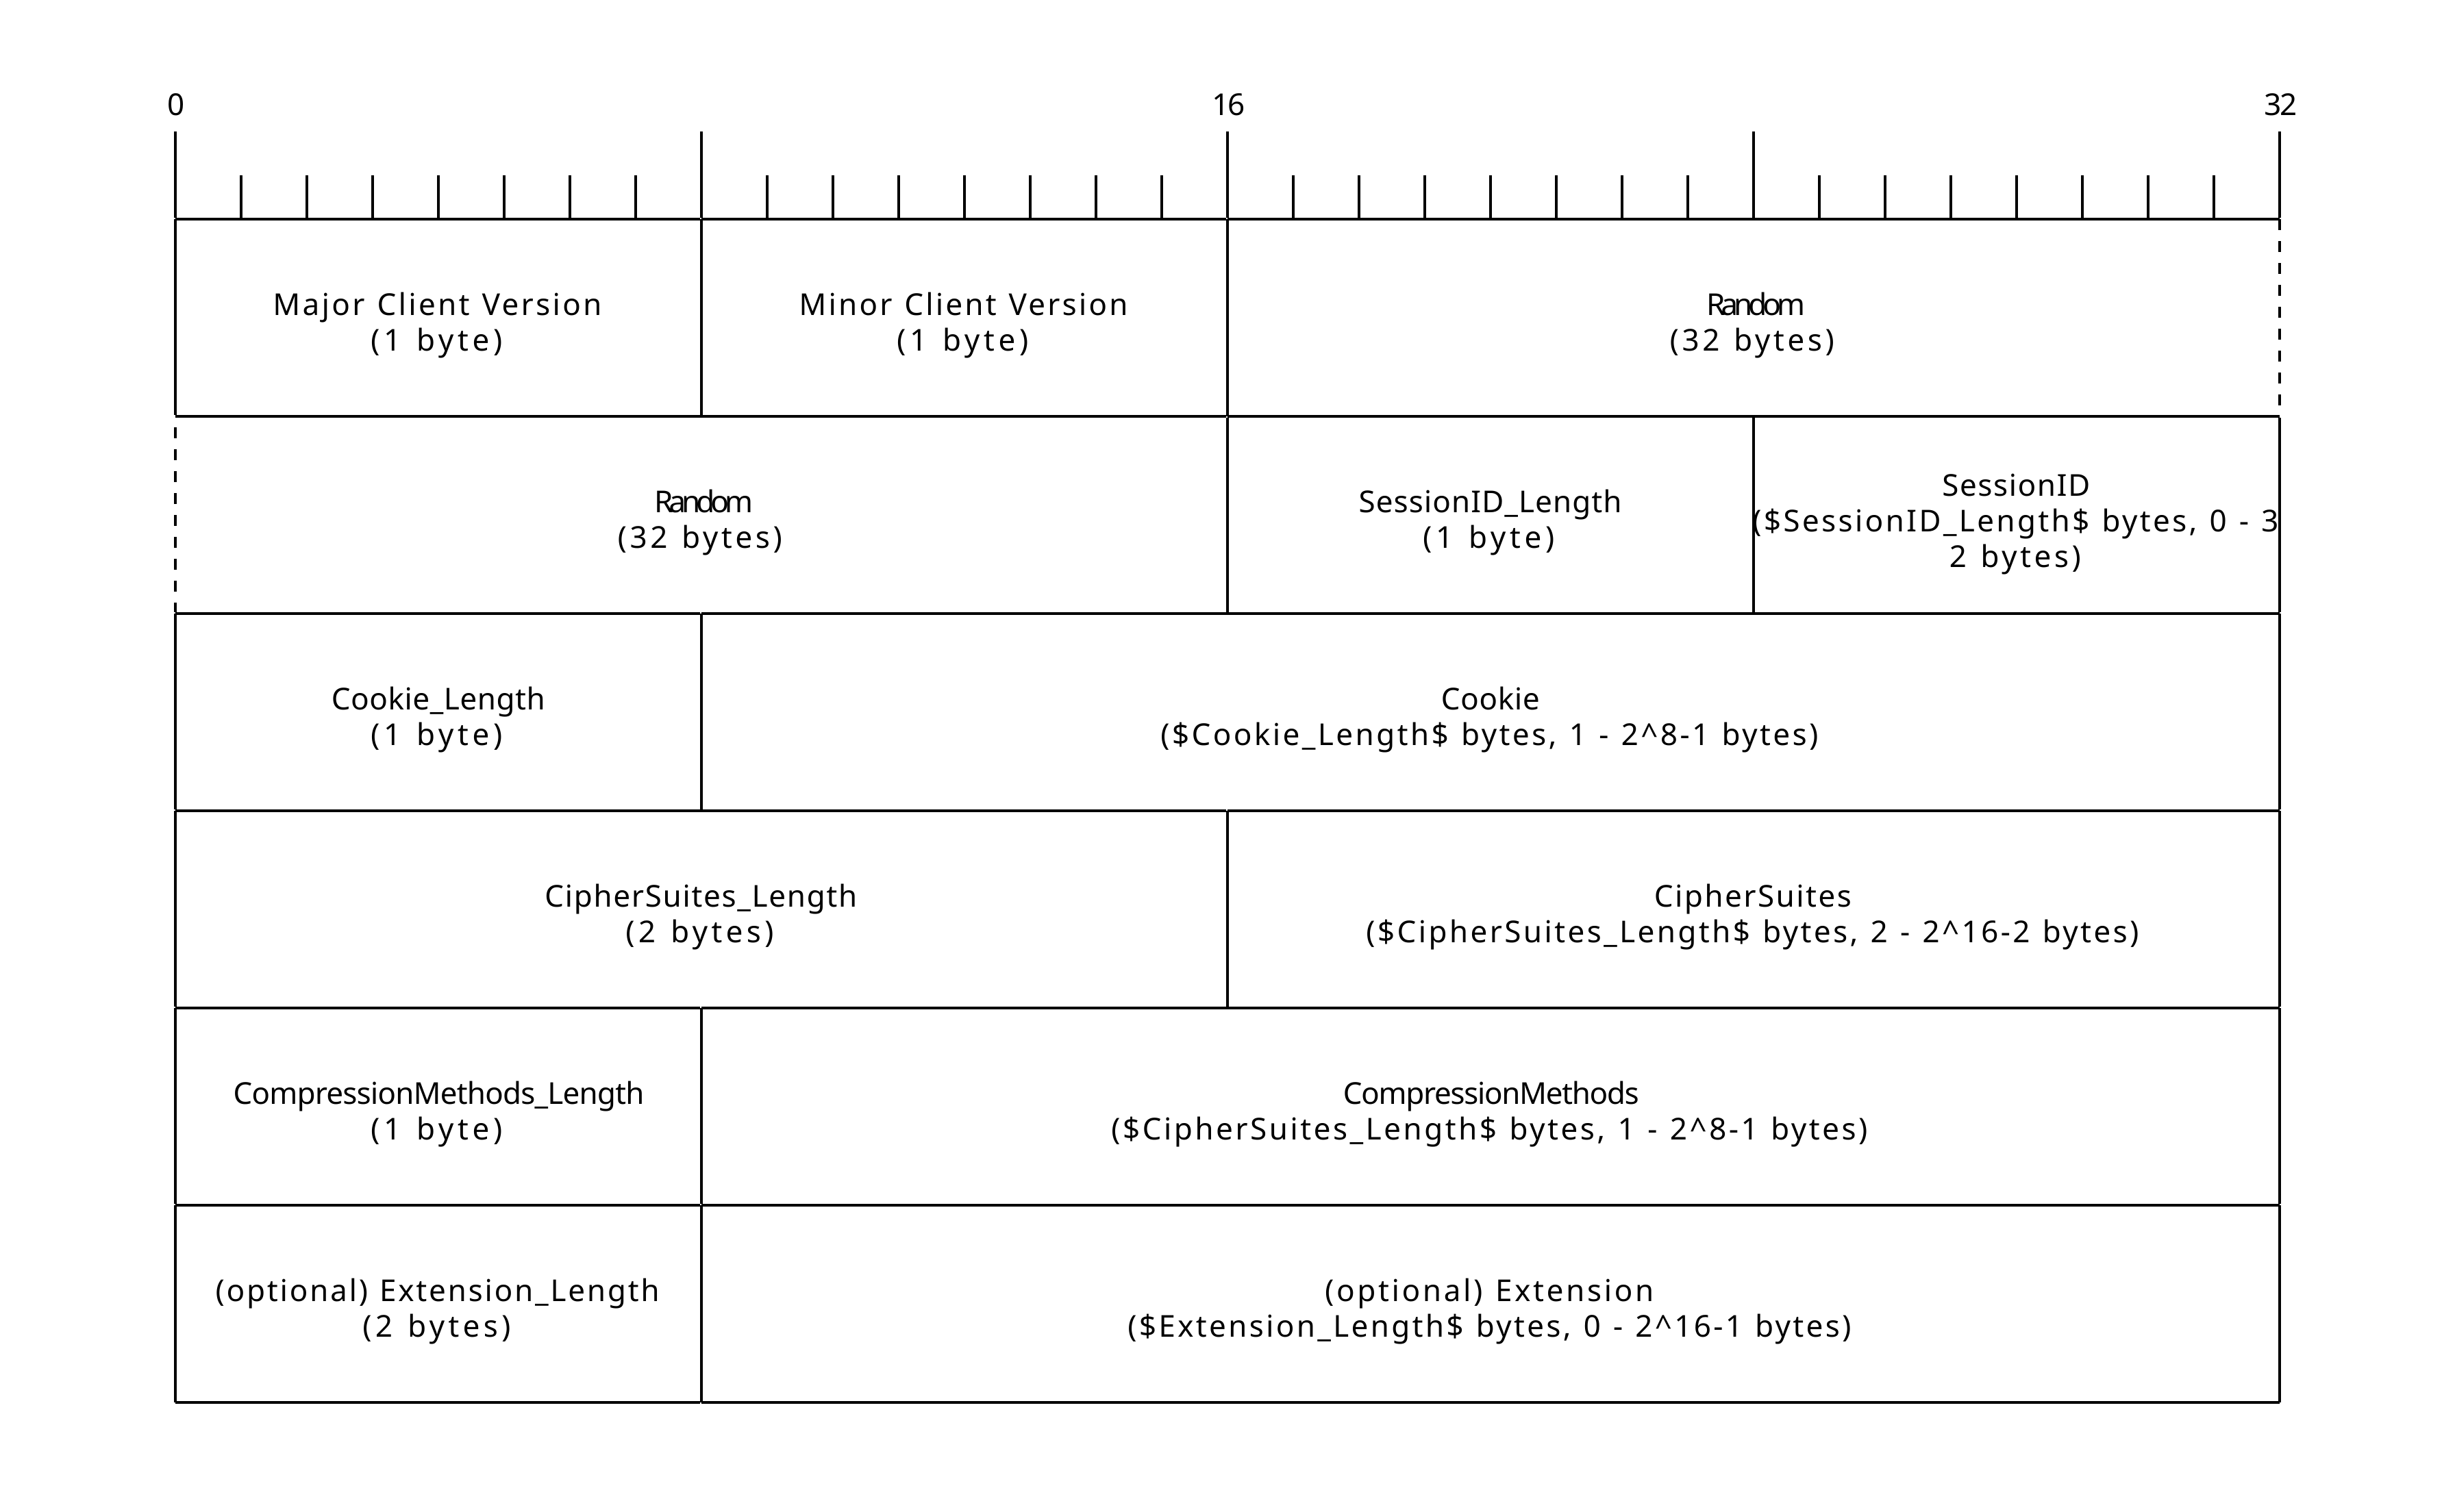 0 16 32
Major Client Version
(1 byte)
Minor Client Version
(1 byte)
Random
(32 bytes)
Random
(32 bytes)
SessionID_Length
(1 byte)
SessionID
($SessionID_Length$ bytes, 0 - 3
2 bytes)
Cookie_Length
(1 byte)
Cookie
($Cookie_Length$ bytes, 1 - 2^8-1 bytes)
CipherSuites_Length
(2 bytes)
CipherSuites
($CipherSuites_Length$ bytes, 2 - 2^16-2 bytes)
CompressionMethods_Length
(1 byte)
CompressionMethods
($CipherSuites_Length$ bytes, 1 - 2^8-1 bytes)
(optional) Extension_Length
(2 bytes)
(optional) Extension
($Extension_Length$ bytes, 0 - 2^16-1 bytes)